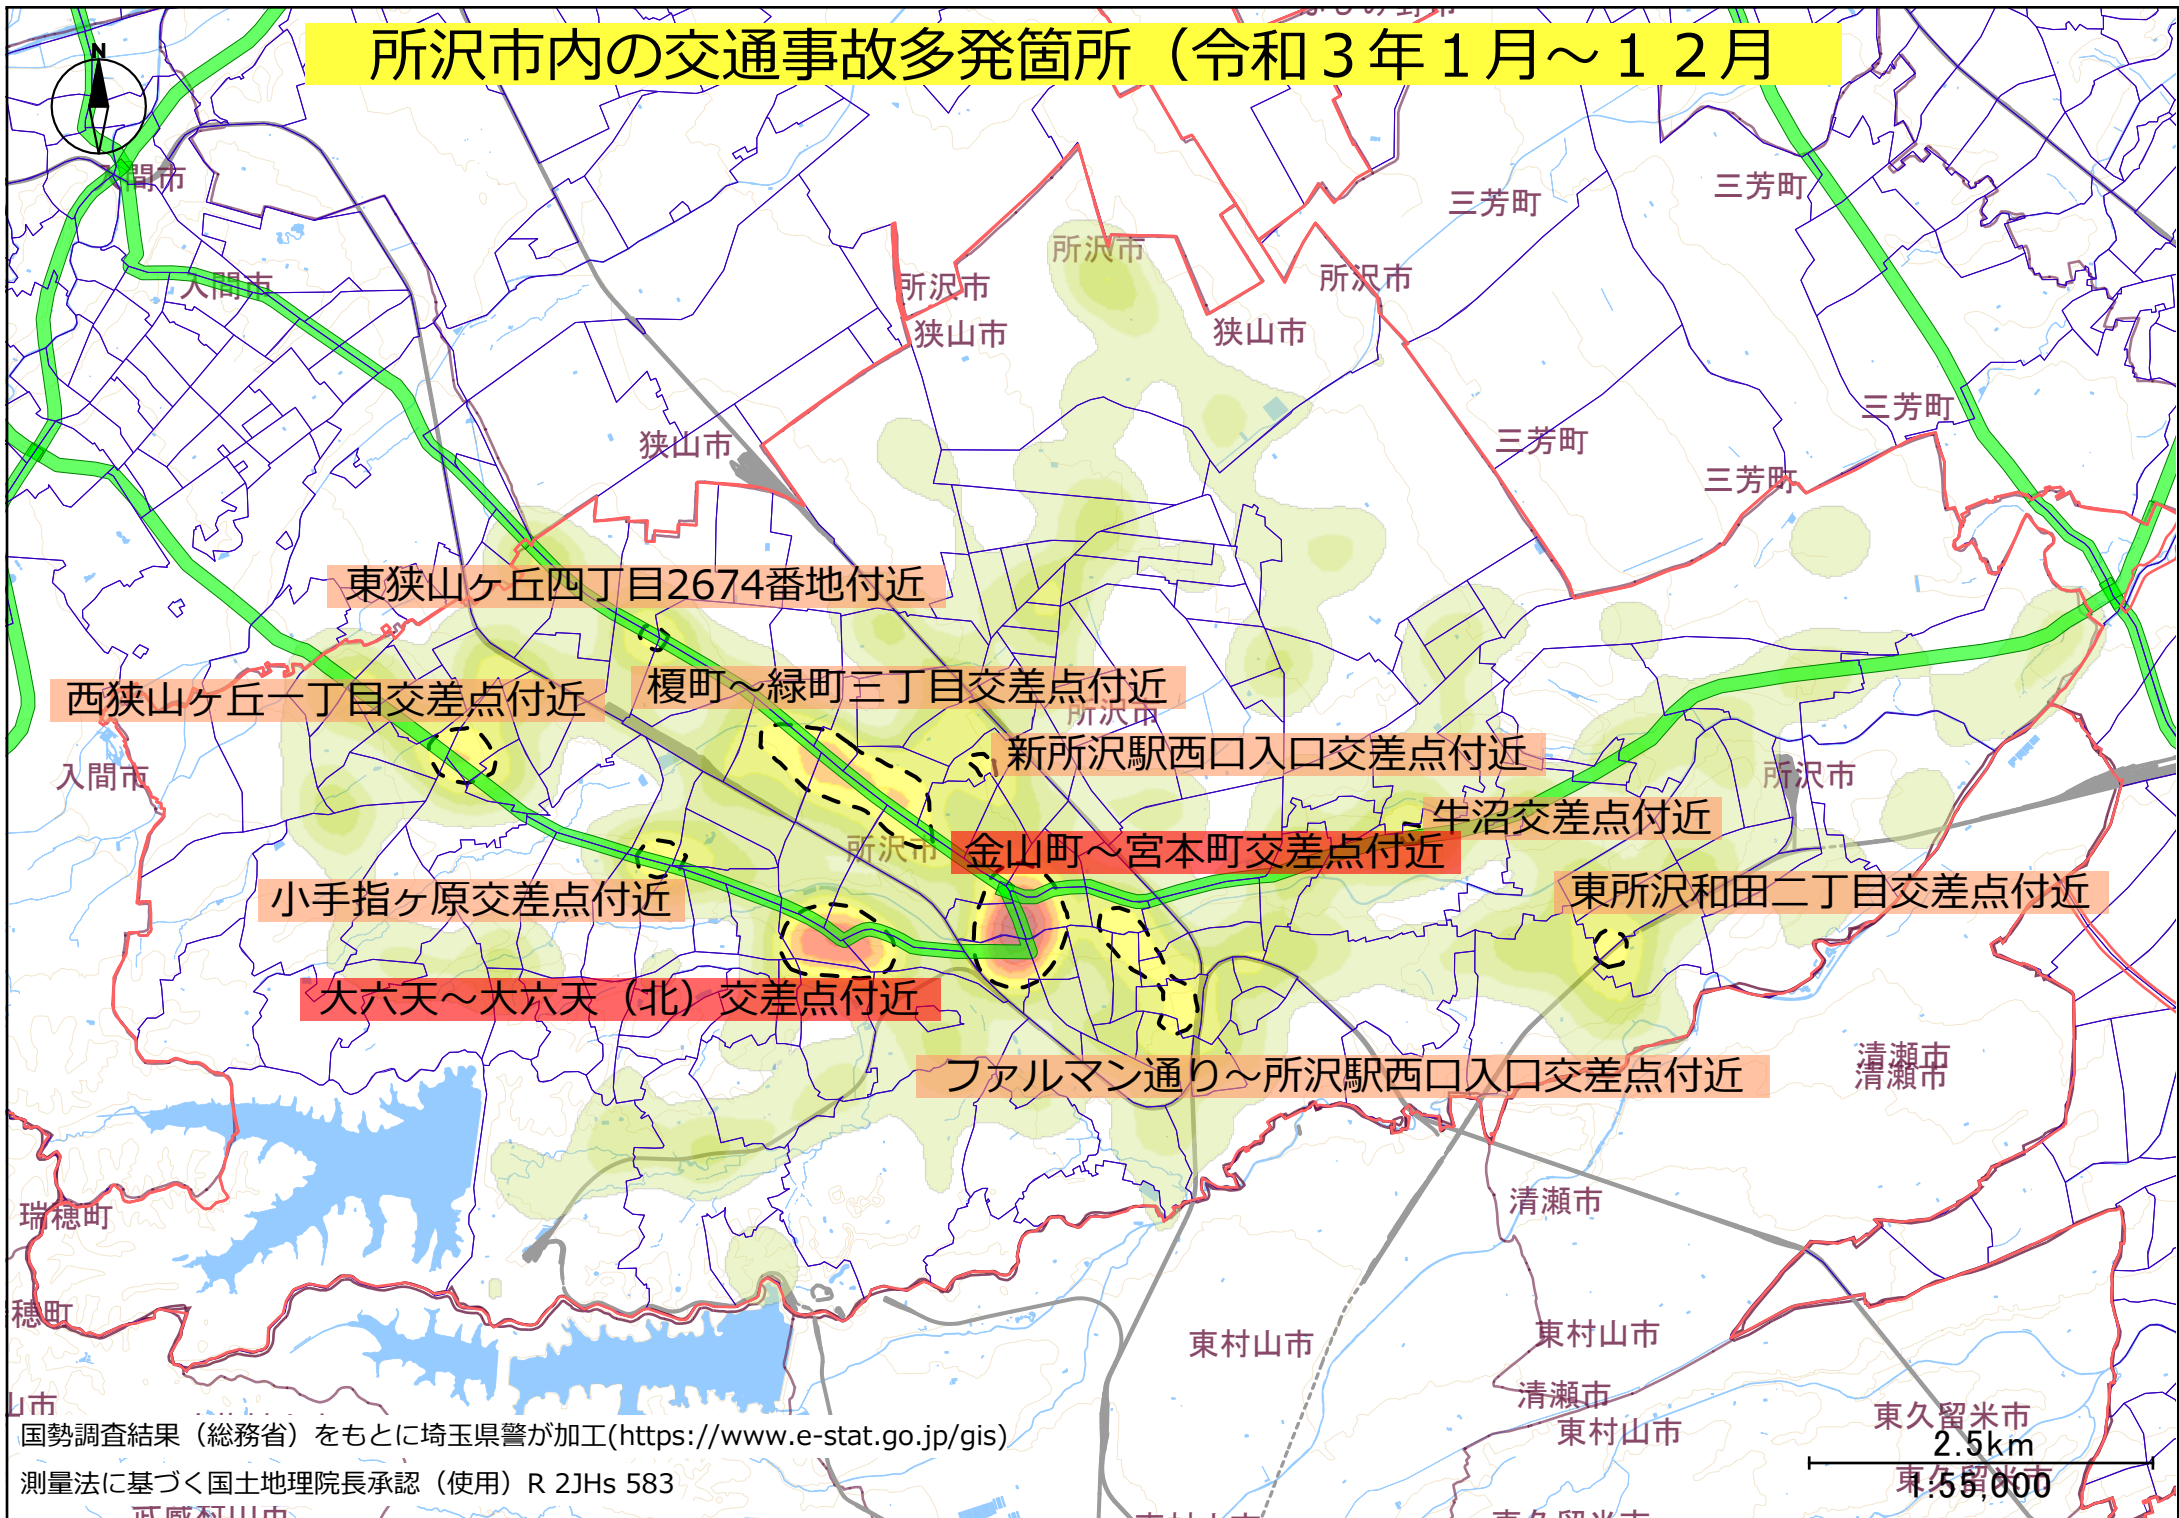 所沢市内の交通事故多発箇所（令和３年１月～１２月
N
入間市
三芳町
三芳町
所沢市
入間市
所沢市
所沢市
狭山市
狭山市
三芳町
狭山市
三芳町
三芳町
東狭山ヶ丘四丁目2674番地付近
西狭山ヶ丘一丁目交差点付近
榎町～緑町三丁目交差点付近
所沢市
新所沢駅西口入口交差点付近
入間市
所沢市
牛沼交差点付近
所沢市
金山町～宮本町交差点付近
小手指ヶ原交差点付近
東所沢和田二丁目交差点付近
大六天～大六天（北）交差点付近
ファルマン通り～所沢駅西口入口交差点付近
清瀬市
清瀬市
瑞穂町
清瀬市
穂町
東村山市
東村山市
清瀬市
山市
東久留米市
東村山市
国勢調査結果（総務省）をもとに埼玉県警が加工(https://www.e-stat.go.jp/gis)
2.5km
東久留米市
1:55,000
測量法に基づく国土地理院長承認（使用）R 2JHs 583